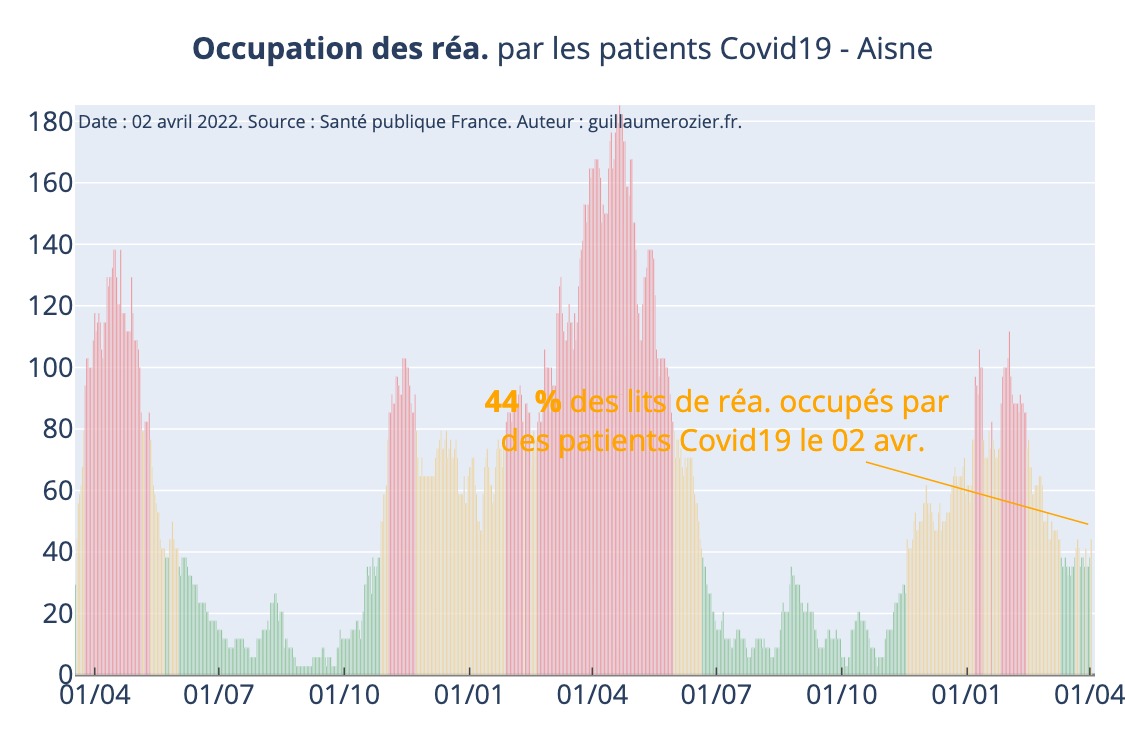 Occupation des réa. par les patients Covid19 - Aisne
180
Date : 02 avril 2022. Source : Santé publique France. Auteur : guillaumerozier.fr.
160
140
120
100
44 % des lits de réa. occupés par
80
des patients Covid19 le 02 avr.
60
40
20
0
01/04 01/07 01/10 01/01 01/04 01/07 01/10 01/01 01/04